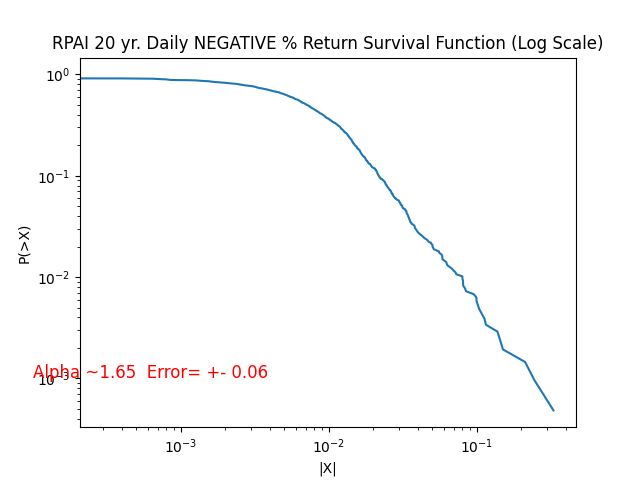 RPAI 20 yr. Daily NEGATIVE % Return Survival Function (Log Scale)
10⁰
10⁻¹
P(>X)
10⁻²
Alpha ~1.65 Error= +- 0.06
10⁻³
10⁻³ 10⁻² 10⁻¹
|X|